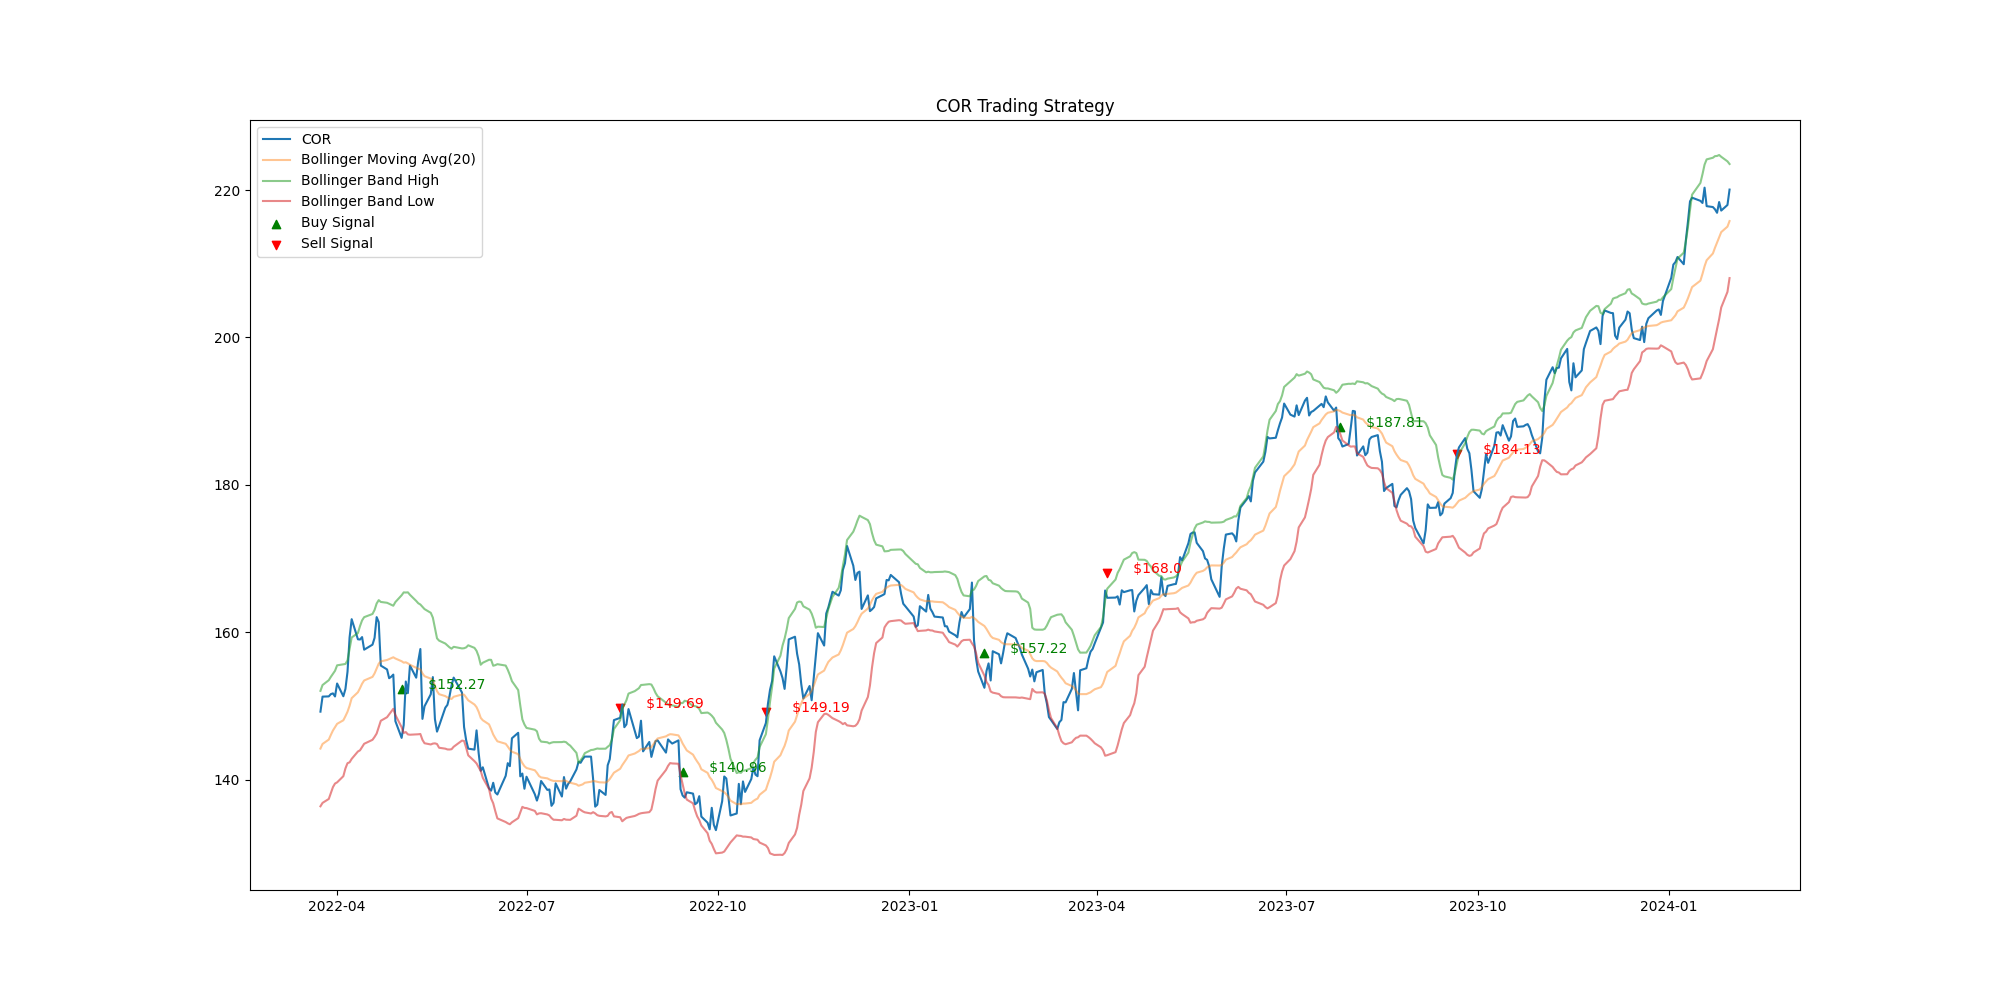 COR Trading Strategy
COR
Bollinger Moving Avg(20)
Bollinger Band High
Bollinger Band Low
Buy Signal
Sell Signal
220
200
180
160
140
$152.27
$149.69
$140.96
$149.19
$157.22
$168.0
$187.81
$184.13
2022-04 2022-07 2022-10 2023-01 2023-04 2023-07 2023-10 2024-01